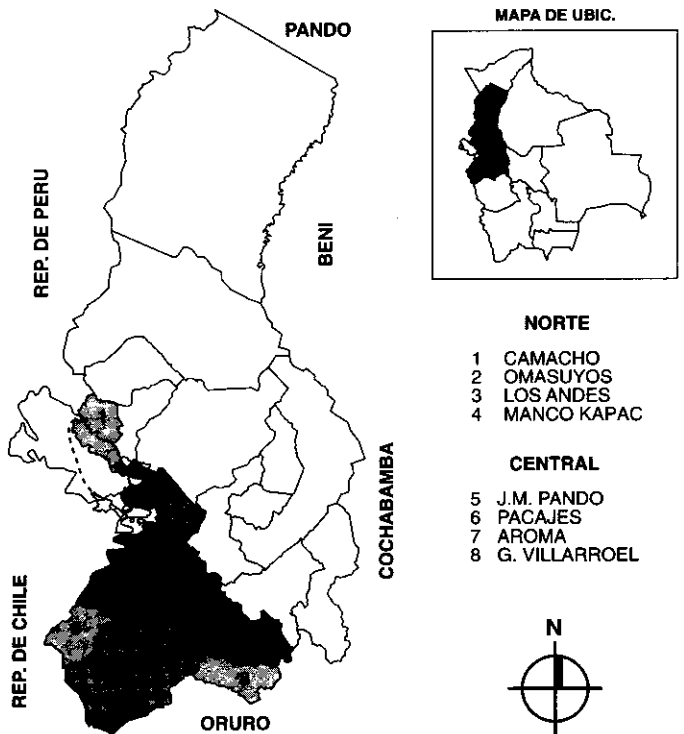 PANDO
MAPA DE UBIC.
REP. DE PERU
BENI
NORTE
1 CAMACHO
2 OMASUYOS
3 LOS ANDES
4 MANCO KAPAC
CENTRAL
5 J.M. PANDO
6 PACAJES
7 AROMA
8 G. VILLARROEL
COCHABAMBA
REP. DE CHILE
ORURO
N